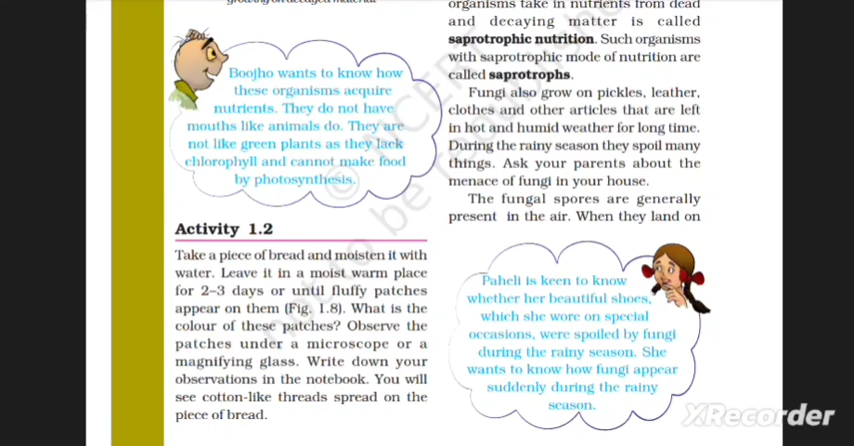 growing on decayed material
Boojho wants to know how
these organisms acquire
nutrients. They do not have
mouths like animals do. They are
not like green plants as they lack
chlorophyll and cannot make food
by photosynthesis.
Activity 1.2
Take a piece of bread and moisten it with
water. Leave it in a moist warm place
for 2–3 days or until fluffy patches
appear on them (Fig. 1.8). What is the
colour of these patches? Observe the
patches under a microscope or a
magnifying glass. Write down your
observations in the notebook. You will
see cotton-like threads spread on the
piece of bread.
organisms take in nutrients from dead
and decaying matter is called
saprotrophic nutrition. Such organisms
with saprotrophic mode of nutrition are
called saprotrophs.
Fungi also grow on pickles, leather,
clothes and other articles that are left
in hot and humid weather for long time.
During the rainy season they spoil many
things. Ask your parents about the
menace of fungi in your house.
The fungal spores are generally
present in the air. When they land on
Paheli is keen to know
whether her beautiful shoes,
which she wore on special
occasions, were spoiled by fungi
during the rainy season. She
wants to know how fungi appear
suddenly during the rainy
season.
© NCERT
not to be republished
XRecorder